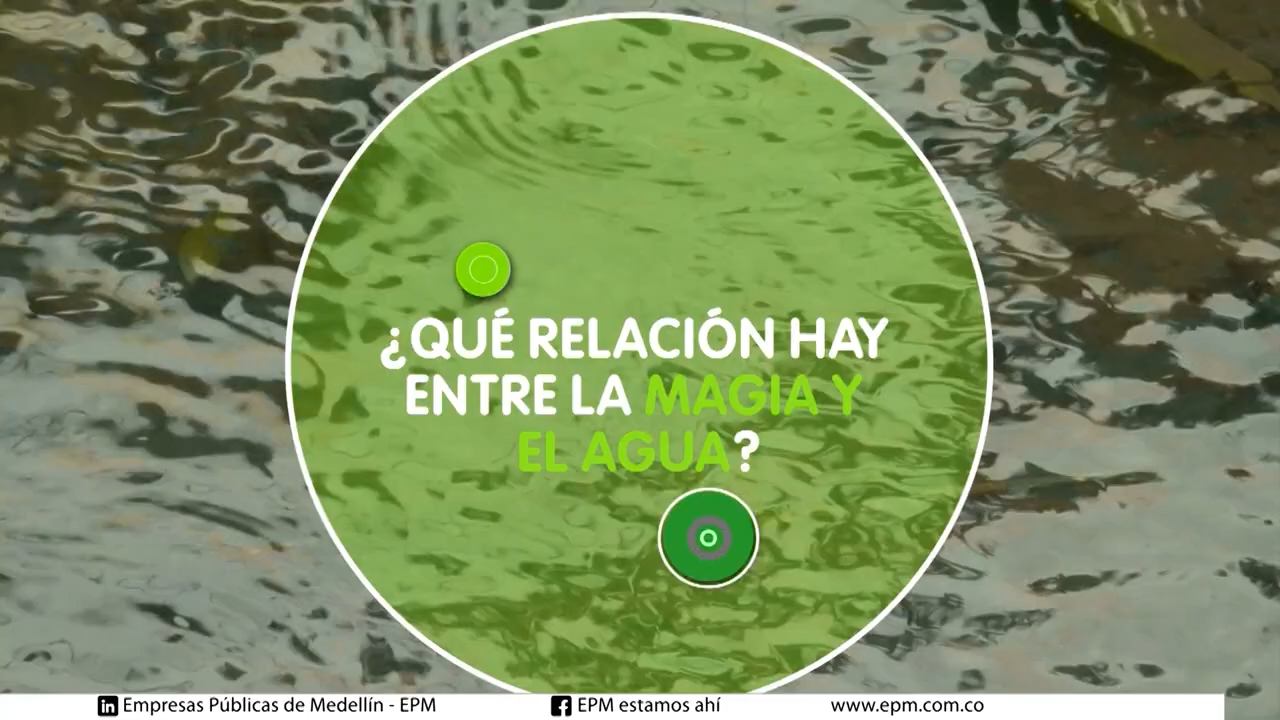 ¿QUÉ RELACIÓN HAY
ENTRE LA MAGIA Y
EL AGUA?
in Empresas Públicas de Medellín - EPM
f EPM estamos ahí
www.epm.com.co